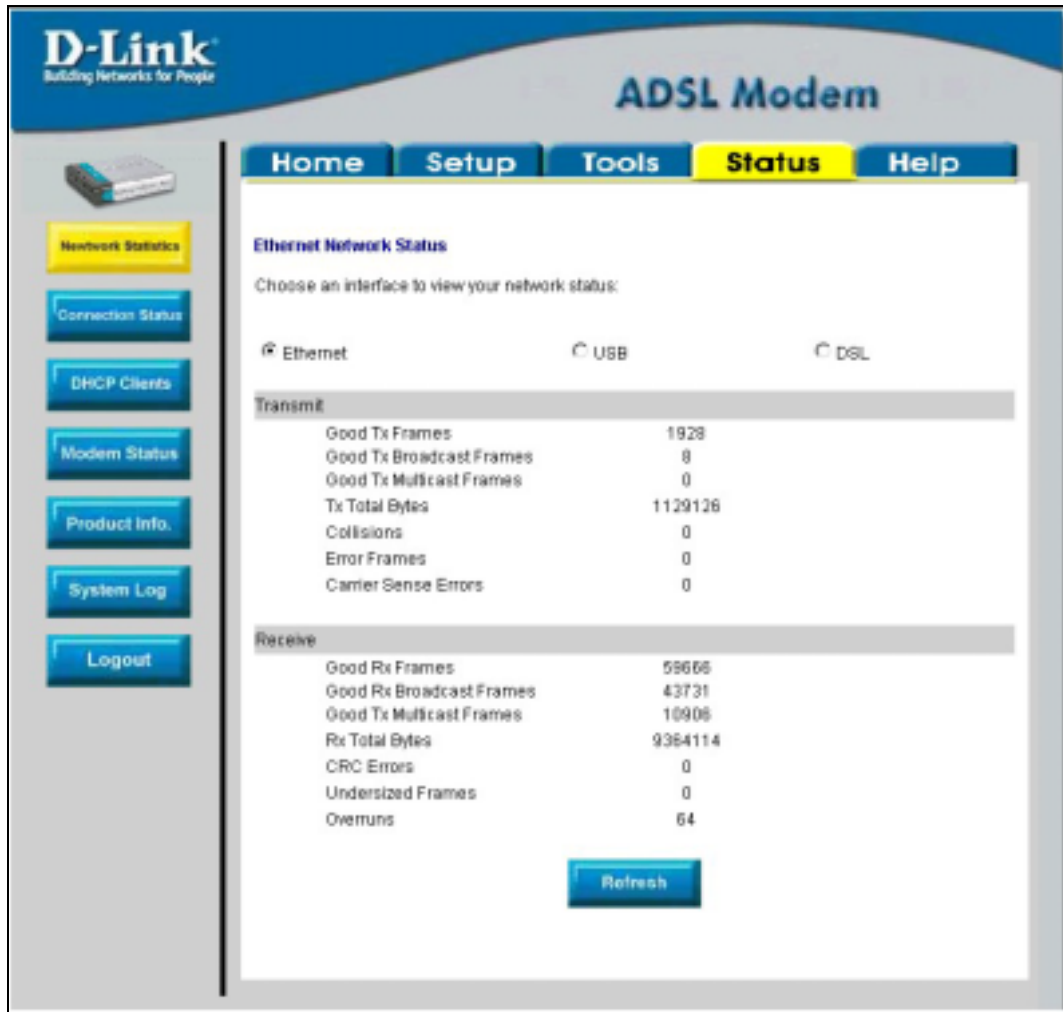 D-Link
Building Networks for People
ADSL Modem
Home Setup Tools Status Help
Newtwork Statistics
Connection Status
DHCP Clients
Modem Status
Product Info.
System Log
Logout
Ethernet Network Status
Choose an interface to view your network status:
Ethernet USB DSL
Transmit
Good Tx Frames 1928
Good Tx Broadcast Frames 8
Good Tx Multicast Frames 0
Tx Total Bytes 1129126
Collisions 0
Error Frames 0
Carrier Sense Errors 0
Receive
Good Rx Frames 59666
Good Rx Broadcast Frames 43731
Good Tx Multicast Frames 10906
Rx Total Bytes 9364114
CRC Errors 0
Undersized Frames 0
Overruns 64
Refresh